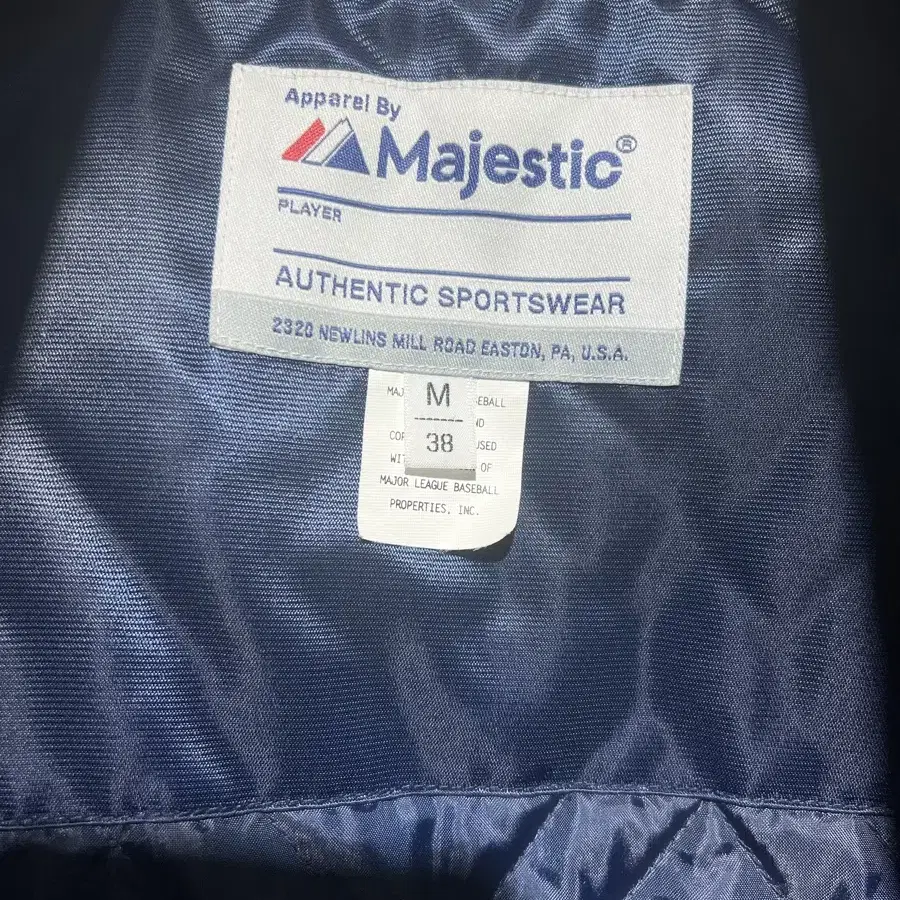 Apparel By
Majestic®
PLAYER
AUTHENTIC SPORTSWEAR
2320 NEWLINS MILL ROAD EASTON, PA, U.S.A.
M
38
MAJOR LEAGUE BASEBALL
PROPERTIES, INC.